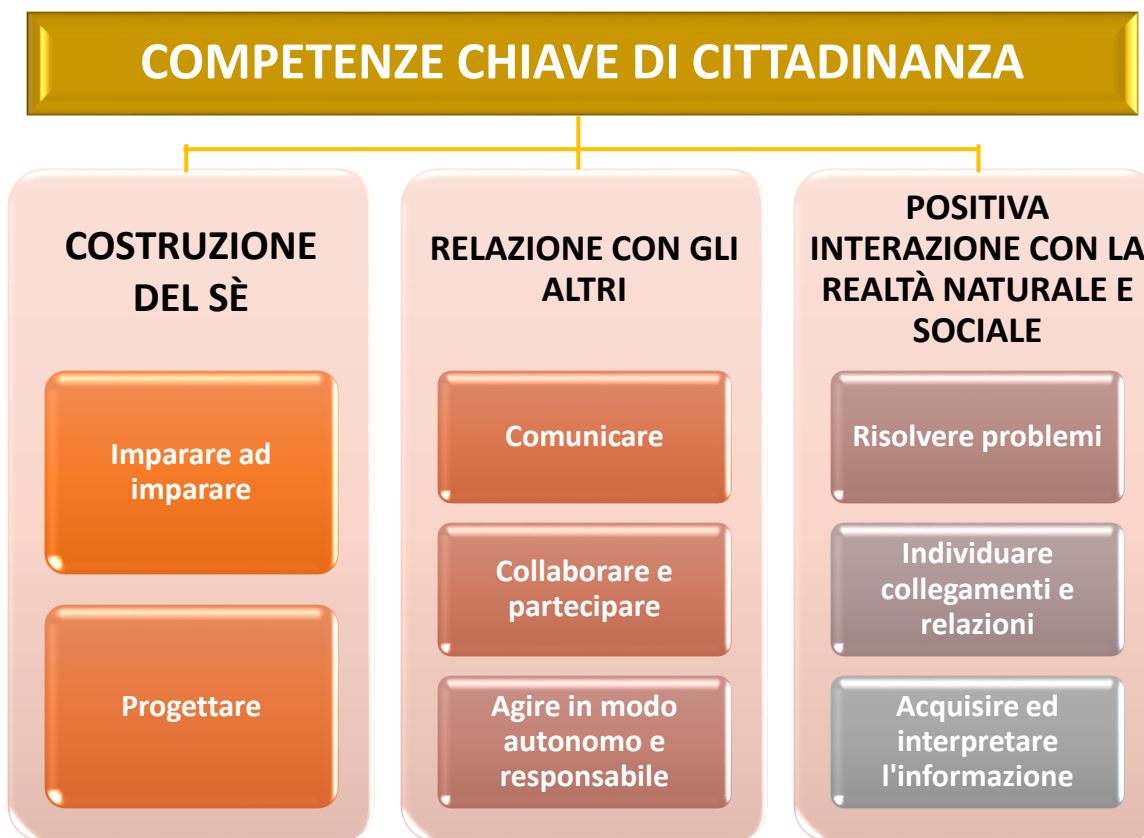 COMPETENZE CHIAVE DI CITTADINANZA
COSTRUZIONE
DEL SÈ
Imparare ad
imparare
Progettare
RELAZIONE CON GLI
ALTRI
Comunicare
Collaborare e
partecipare
Agire in modo
autonomo e
responsabile
POSITIVA
INTERAZIONE CON LA
REALTÀ NATURALE E
SOCIALE
Risolvere problemi
Individuare
collegamenti e
relazioni
Acquisire ed
interpretare
l'informazione